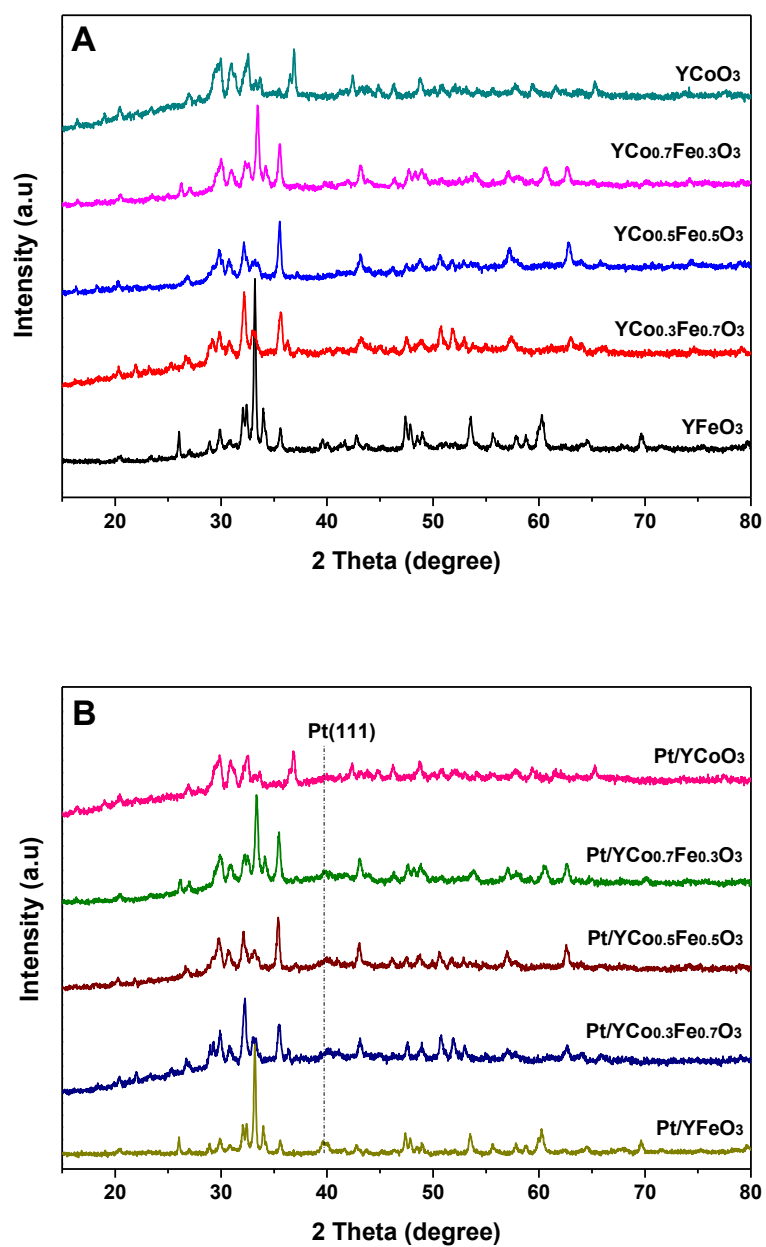 A
YCoO₃
YCo₀.₇Fe₀.₃O₃
YCo₀.₅Fe₀.₅O₃
YCo₀.₃Fe₀.₇O₃
YFeO₃
Intensity (a.u)
20 30 40 50 60 70 80
2 Theta (degree)
B
Pt(111)
Pt/YCoO₃
Pt/YCo₀.₇Fe₀.₃O₃
Pt/YCo₀.₅Fe₀.₅O₃
Pt/YCo₀.₃Fe₀.₇O₃
Pt/YFeO₃
Intensity (a.u)
20 30 40 50 60 70 80
2 Theta (degree)